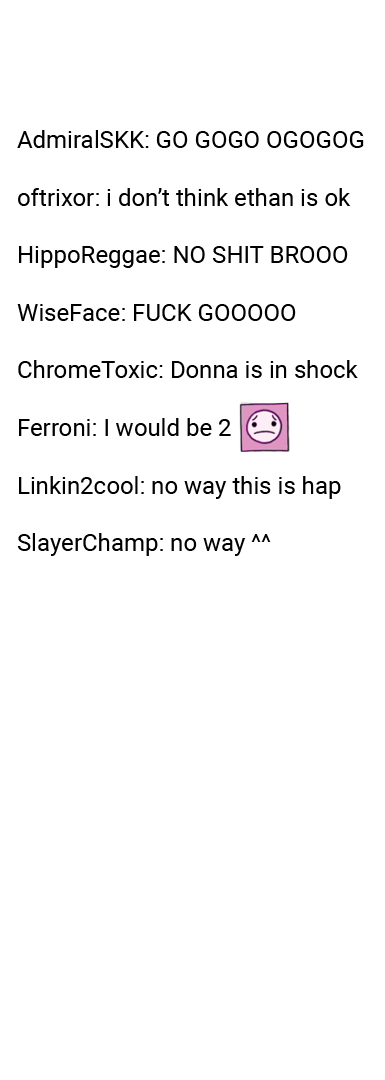 AdmiralSKK: GO GOGO OGOGOG
oftrixor: i don’t think ethan is ok
HippoReggae: NO SHIT BROOO
WiseFace: FUCK GOOOOO
ChromeToxic: Donna is in shock
Ferroni: I would be 2
Linkin2cool: no way this is hap
SlayerChamp: no way ^^